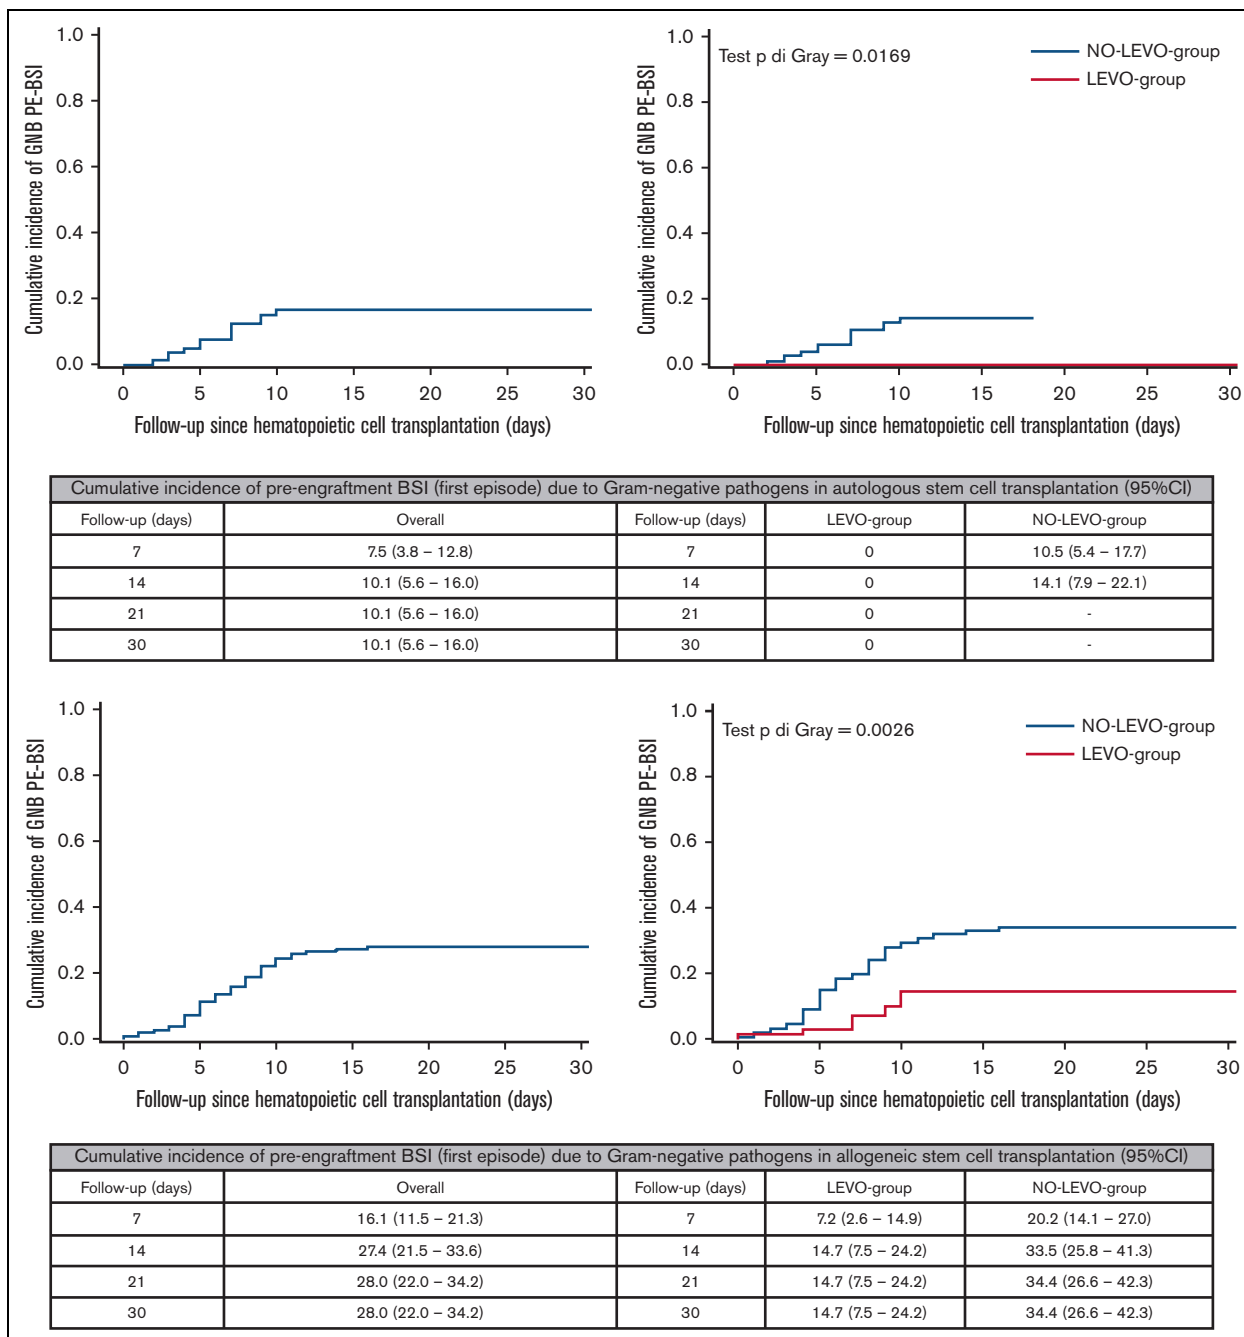 1.0
0.8
0.6
0.4
0.2
0.0
Cumulative incidence of GNB PE-BSI
0 5 10 15 20 25 30
Follow-up since hematopoietic cell transplantation (days)
Test p di Gray = 0.0169
NO-LEVO-group
LEVO-group
1.0
0.8
0.6
0.4
0.2
0.0
Cumulative incidence of GNB PE-BSI
0 5 10 15 20 25 30
Follow-up since hematopoietic cell transplantation (days)
Cumulative incidence of pre-engraftment BSI (first episode) due to Gram-negative pathogens in autologous stem cell transplantation (95%CI)
Follow-up (days) Overall Follow-up (days) LEVO-group NO-LEVO-group
7 7.5 (3.8 – 12.8) 7 0 10.5 (5.4 – 17.7)
14 10.1 (5.6 – 16.0) 14 0 14.1 (7.9 – 22.1)
21 10.1 (5.6 – 16.0) 21 0 -
30 10.1 (5.6 – 16.0) 30 0 -
1.0
0.8
0.6
0.4
0.2
0.0
Cumulative incidence of GNB PE-BSI
0 5 10 15 20 25 30
Follow-up since hematopoietic cell transplantation (days)
Test p di Gray = 0.0026
NO-LEVO-group
LEVO-group
1.0
0.8
0.6
0.4
0.2
0.0
Cumulative incidence of GNB PE-BSI
0 5 10 15 20 25 30
Follow-up since hematopoietic cell transplantation (days)
Cumulative incidence of pre-engraftment BSI (first episode) due to Gram-negative pathogens in allogeneic stem cell transplantation (95%CI)
Follow-up (days) Overall Follow-up (days) LEVO-group NO-LEVO-group
7 16.1 (11.5 – 21.3) 7 7.2 (2.6 – 14.9) 20.2 (14.1 – 27.0)
14 27.4 (21.5 – 33.6) 14 14.7 (7.5 – 24.2) 33.5 (25.8 – 41.3)
21 28.0 (22.0 – 34.2) 21 14.7 (7.5 – 24.2) 34.4 (26.6 – 42.3)
30 28.0 (22.0 – 34.2) 30 14.7 (7.5 – 24.2) 34.4 (26.6 – 42.3)